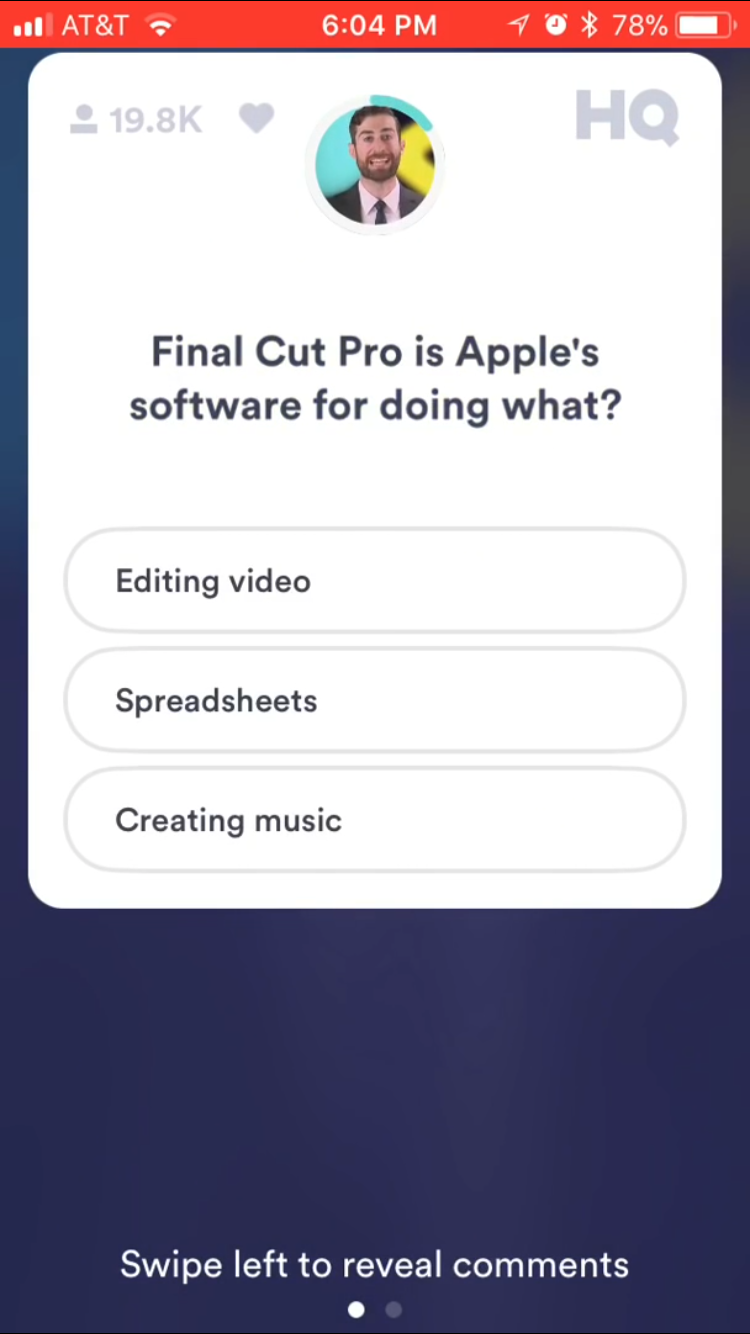 AT&T 6:04 PM 78%
19.8K HQ
Final Cut Pro is Apple's
software for doing what?
Editing video
Spreadsheets
Creating music
Swipe left to reveal comments